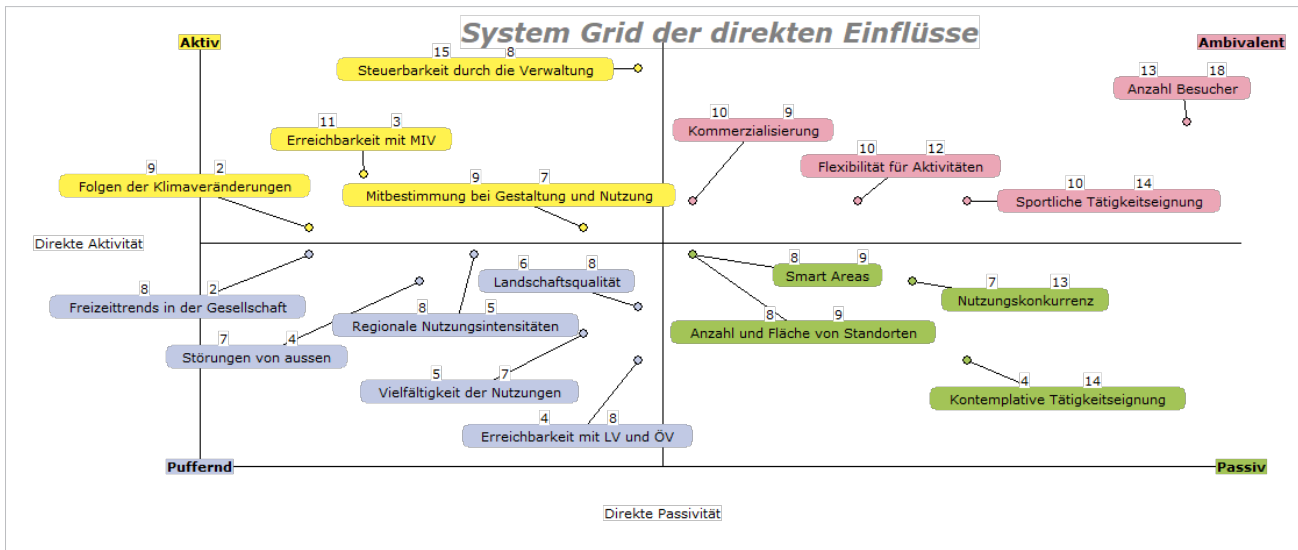 System Grid der direkten Einflüsse
Aktiv
Ambivalent
15 8
Steuerbarkeit durch die Verwaltung
13 18
Anzahl Besucher
11 3
Erreichbarkeit mit MIV
10 9
Kommerzialisierung
10 12
Flexibilität für Aktivitäten
9 2
Folgen der Klimaveränderungen
9 7
Mitbestimmung bei Gestaltung und Nutzung
10 14
Sportliche Tätigkeitseignung
Direkte Aktivität
6 8
Landschaftsqualität
8 9
Smart Areas
8 2
Freizeittrends in der Gesellschaft
7 13
Nutzungskonkurrenz
8 5
Regionale Nutzungsintensitäten
8 9
Anzahl und Fläche von Standorten
7 4
Störungen von aussen
5 7
Vielfältigkeit der Nutzungen
4 14
Kontemplative Tätigkeitseignung
4 8
Erreichbarkeit mit LV und ÖV
Puffernd
Passiv
Direkte Passivität